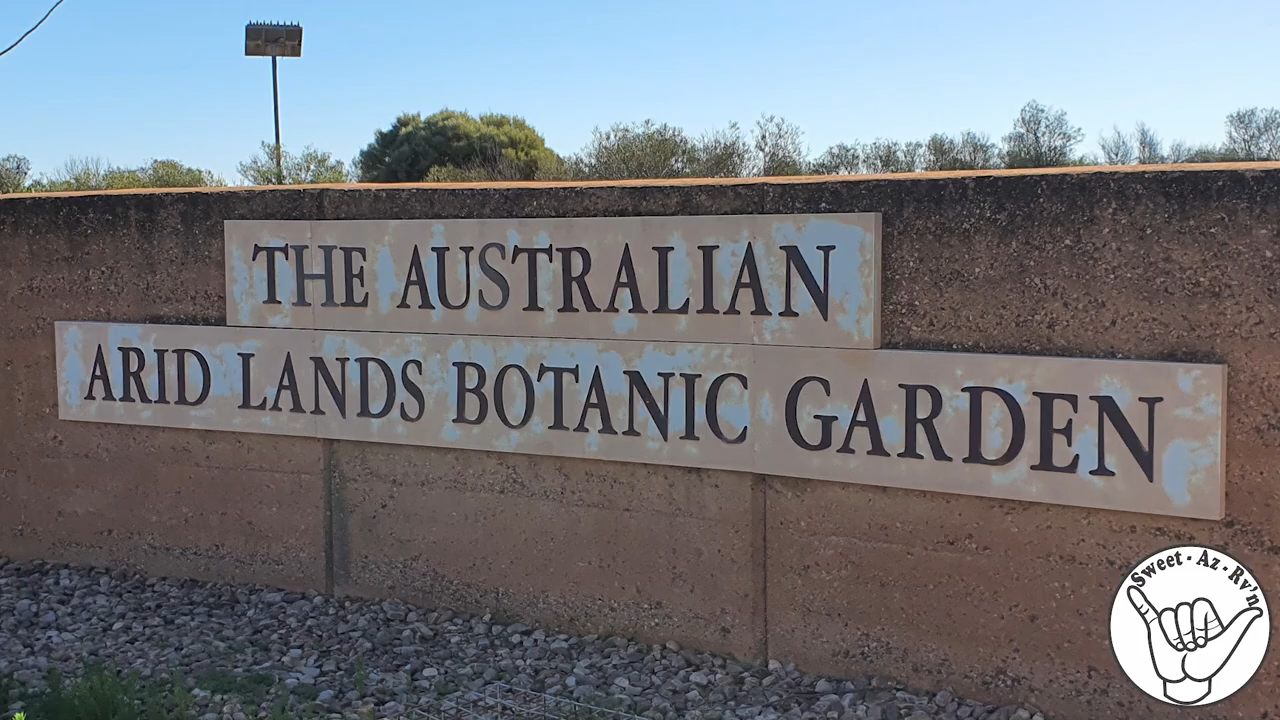 THE AUSTRALIAN
ARID LANDS BOTANIC GARDEN
Sweet · Az · Rv'n